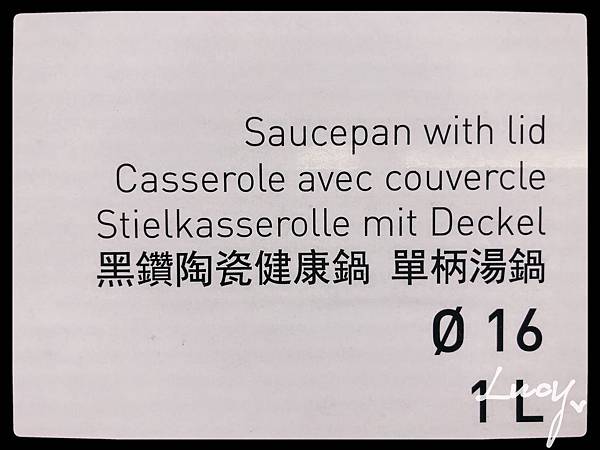 Saucepan with lid
Casserole avec couvercle
Stielkasserolle mit Deckel
黑鑽陶瓷健康鍋 單柄湯鍋
Ø 16
1 L
Lucy